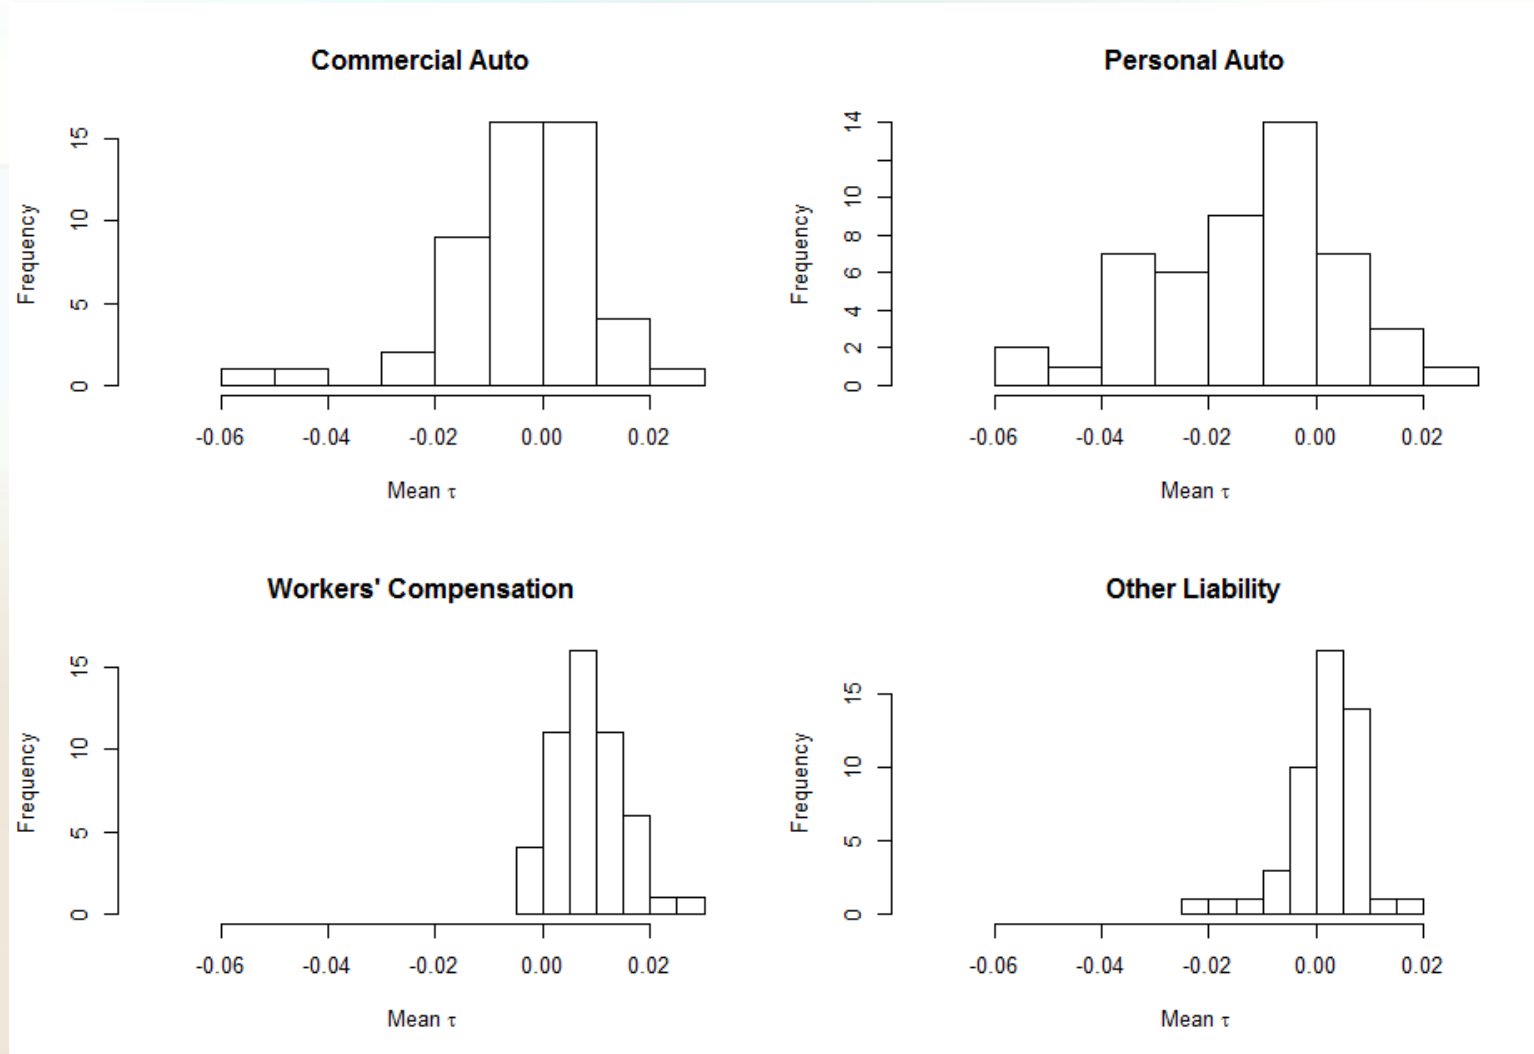 Commercial Auto
Frequency
0 5 10 15
-0.06 -0.04 -0.02 0.00 0.02
Mean τ
Personal Auto
Frequency
0 2 4 6 8 10 14
-0.06 -0.04 -0.02 0.00 0.02
Mean τ
Workers' Compensation
Frequency
0 5 10 15
-0.06 -0.04 -0.02 0.00 0.02
Mean τ
Other Liability
Frequency
0 5 10 15
-0.06 -0.04 -0.02 0.00 0.02
Mean τ